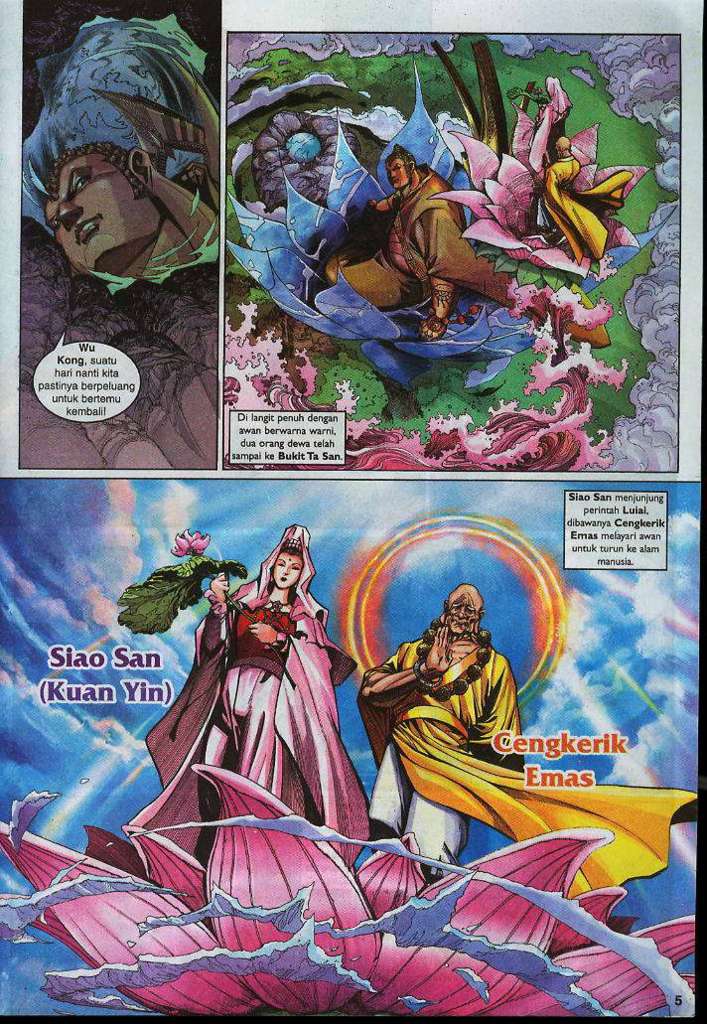 Wu
Kong, suatu
hari nanti kita
pastinya berpeluang
untuk bertemu
kembali!
Di langit penuh dengan
awan berwarna warni,
dua orang dewa telah
sampai ke Bukit Ta San.
Siao San menjunjung
perintah Luiai,
dibawanya Cengkerik
Emas melayari awan
untuk turun ke alam
manusia.
Siao San
(Kuan Yin)
Cengkerik
Emas
5